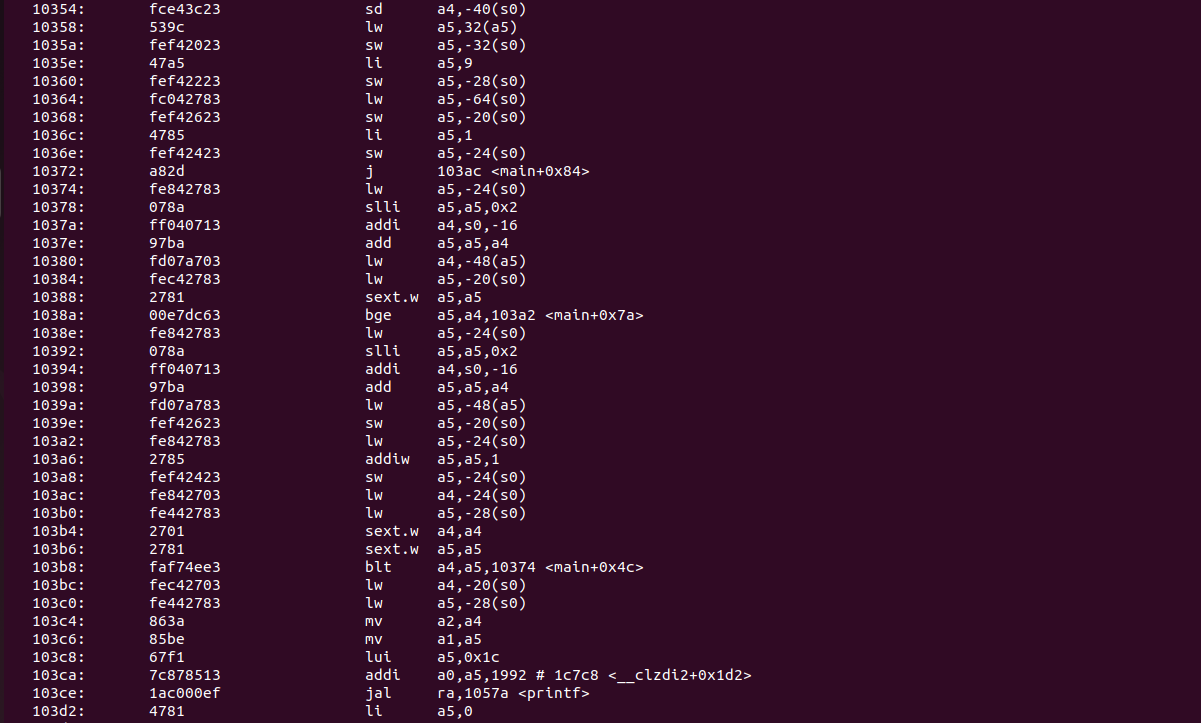 10354: fce43c23 sd a4,-40(s0)
10358: 539c lw a5,32(a5)
1035a: fef42023 sw a5,-32(s0)
1035e: 47a5 li a5,9
10360: fef42223 sw a5,-28(s0)
10364: fc042783 lw a5,-64(s0)
10368: fef42623 sw a5,-20(s0)
1036c: 4785 li a5,1
1036e: fef42423 sw a5,-24(s0)
10372: a82d j 103ac <main+0x84>
10374: fe842783 lw a5,-24(s0)
10378: 078a slli a5,a5,0x2
1037a: ff040713 addi a4,s0,-16
1037e: 97ba add a5,a5,a4
10380: fd07a703 lw a4,-48(a5)
10384: fec42783 lw a5,-20(s0)
10388: 2781 sext.w a5,a5
1038a: 00e7dc63 bge a5,a4,103a2 <main+0x7a>
1038e: fe842783 lw a5,-24(s0)
10392: 078a slli a5,a5,0x2
10394: ff040713 addi a4,s0,-16
10398: 97ba add a5,a5,a4
1039a: fd07a783 lw a5,-48(a5)
1039e: fef42623 sw a5,-20(s0)
103a2: fe842783 lw a5,-24(s0)
103a6: 2785 addiw a5,a5,1
103a8: fef42423 sw a5,-24(s0)
103ac: fe842703 lw a4,-24(s0)
103b0: fe442783 lw a5,-28(s0)
103b4: 2701 sext.w a4,a4
103b6: 2781 sext.w a5,a5
103b8: faf74ee3 blt a4,a5,10374 <main+0x4c>
103bc: fec42703 lw a4,-20(s0)
103c0: fe442783 lw a5,-28(s0)
103c4: 863a mv a2,a4
103c6: 85be mv a1,a5
103c8: 67f1 lui a5,0x1c
103ca: 7c878513 addi a0,a5,1992 # 1c7c8 <__clzdi2+0x1d2>
103ce: 1ac000ef jal ra,1057a <printf>
103d2: 4781 li a5,0